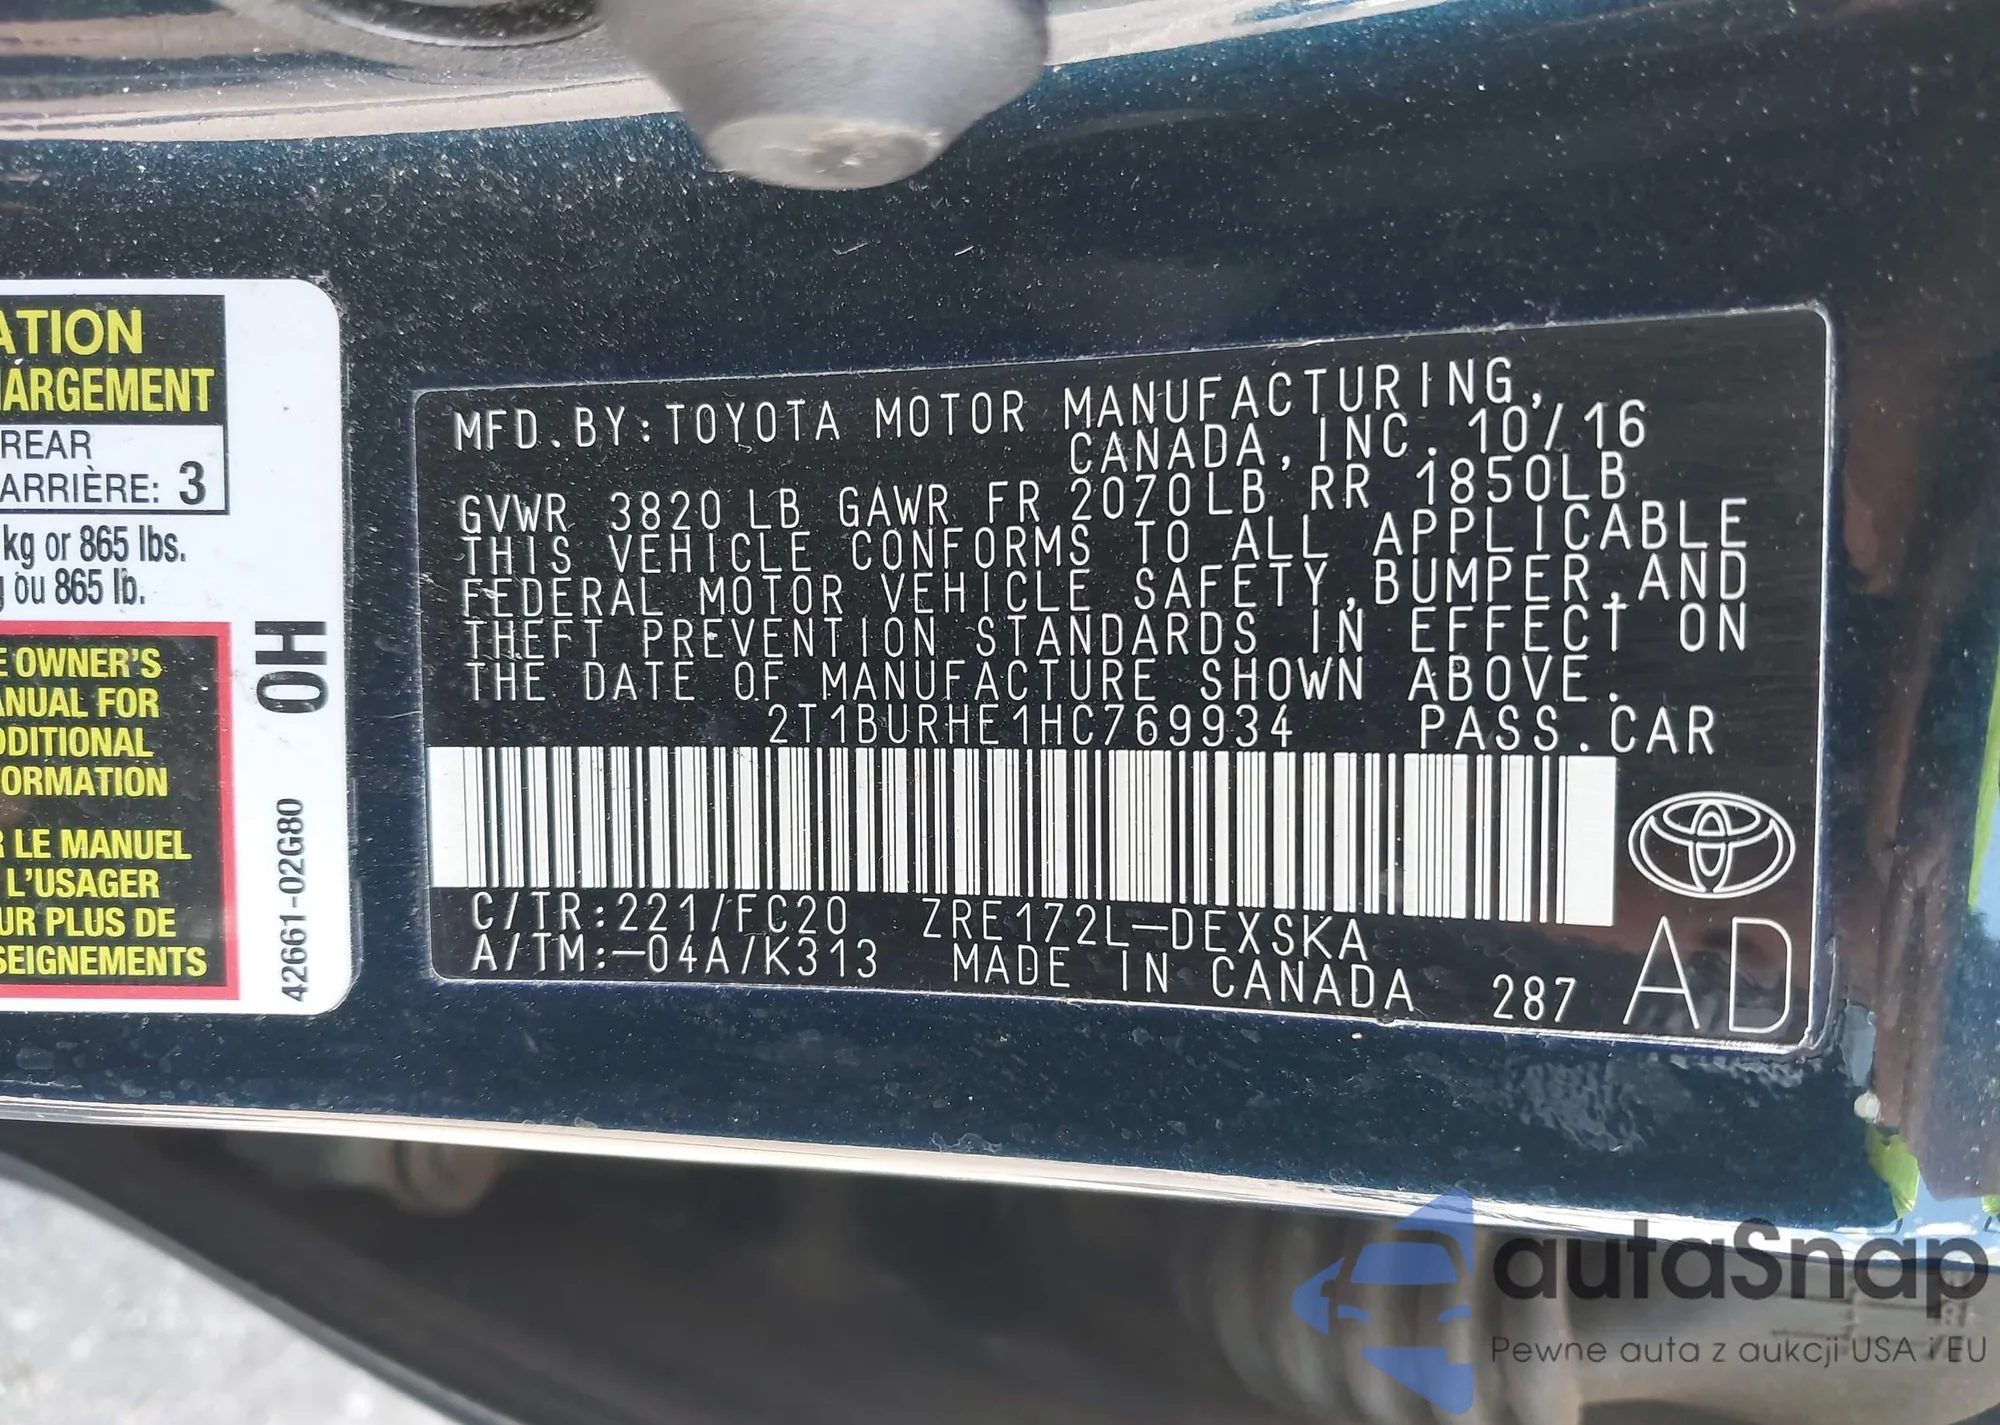 ATION
HARGEMENT
REAR
ARRIÈRE: 3
kg or 865 lbs.
ou 865 lb.
OWNER'S
ANUAL FOR
DDITIONAL
FORMATION
LE MANUEL
L'USAGER
UR PLUS DE
SEIGNEMENTS
OH
42661-02G80
MFD.BY:TOYOTA MOTOR MANUFACTURING,
CANADA, INC. 10/16
GVWR 3820 LB GAWR FR 2070LB RR 1850LB
THIS VEHICLE CONFORMS TO ALL APPLICABLE
FEDERAL MOTOR VEHICLE SAFETY,BUMPER,AND
THEFT PREVENTION STANDARDS IN EFFECT ON
THE DATE OF MANUFACTURE SHOWN ABOVE.
2T1BURHE1HC769934 PASS.CAR
C/TR:221/FC20 ZRE172L-DEXSKA
A/TM:-04A/K313 MADE IN CANADA 287
AD
autaSnap
Pewne auta z aukcji USA i EU